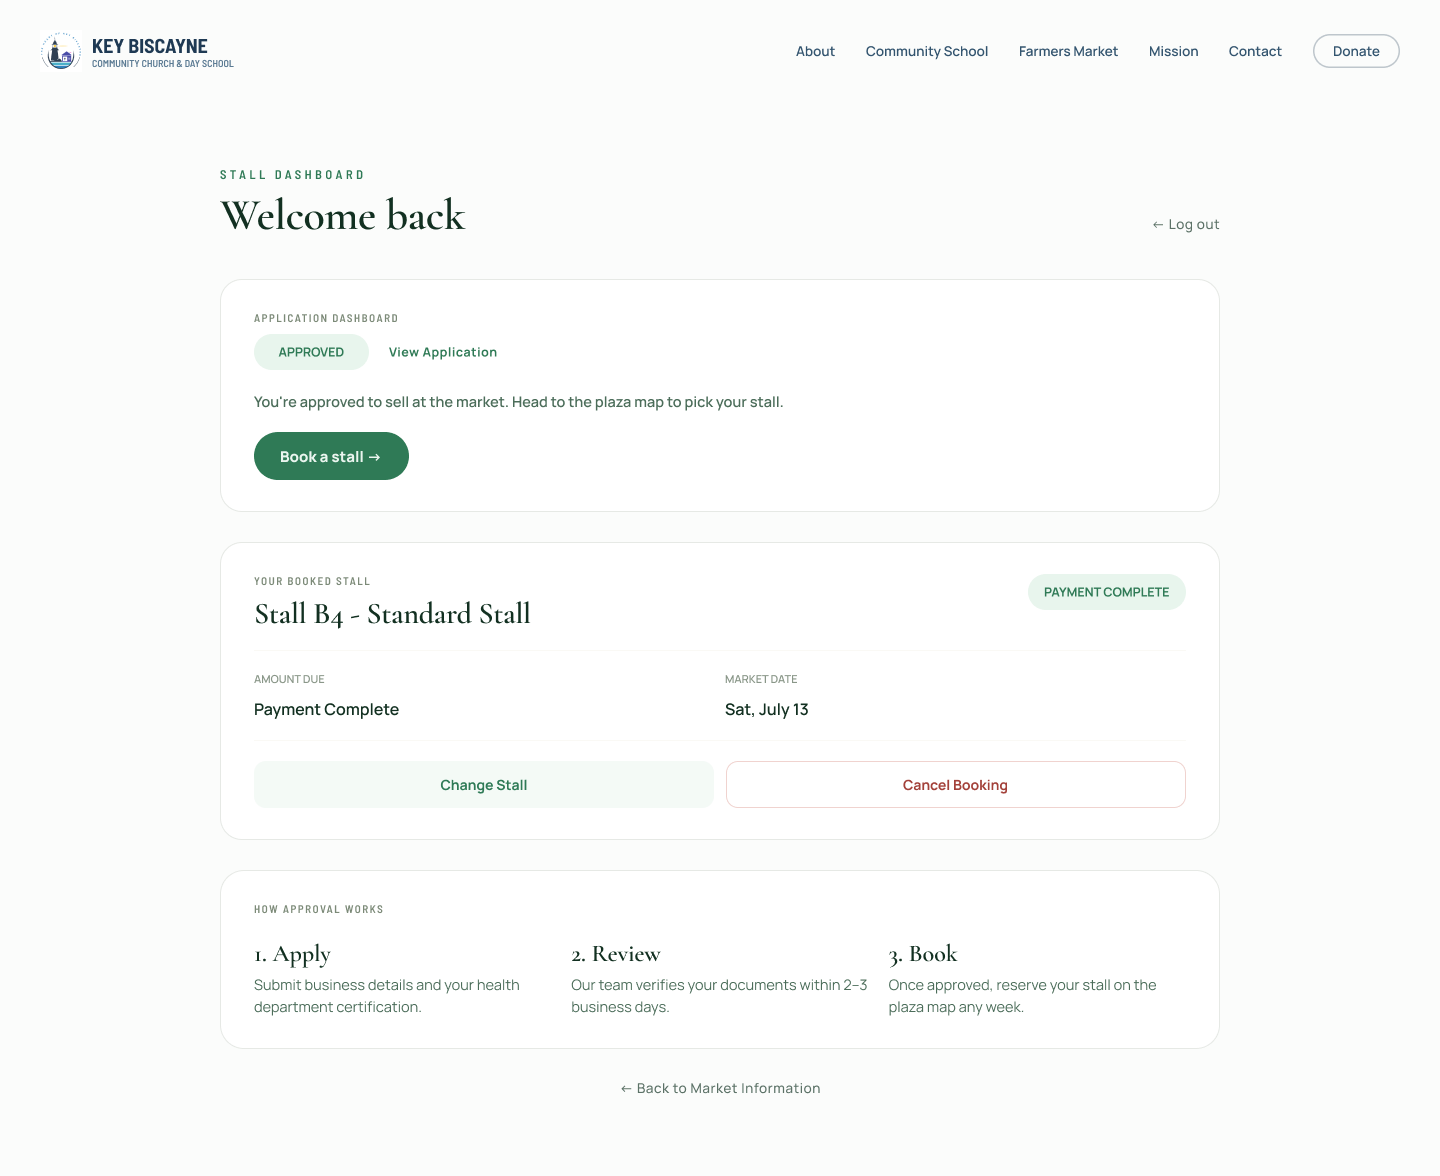 KEY BISCAYNE
COMMUNITY CHURCH & DAY SCHOOL
About
Community School
Farmers Market
Mission
Contact
Donate
STALL DASHBOARD
Welcome back
← Log out
APPLICATION DASHBOARD
APPROVED
View Application
You're approved to sell at the market. Head to the plaza map to pick your stall.
Book a stall →
YOUR BOOKED STALL
Stall B4 - Standard Stall
PAYMENT COMPLETE
AMOUNT DUE
Payment Complete
MARKET DATE
Sat, July 13
Change Stall
Cancel Booking
HOW APPROVAL WORKS
1. Apply
Submit business details and your health
department certification.
2. Review
Our team verifies your documents within 2–3
business days.
3. Book
Once approved, reserve your stall on the
plaza map any week.
← Back to Market Information